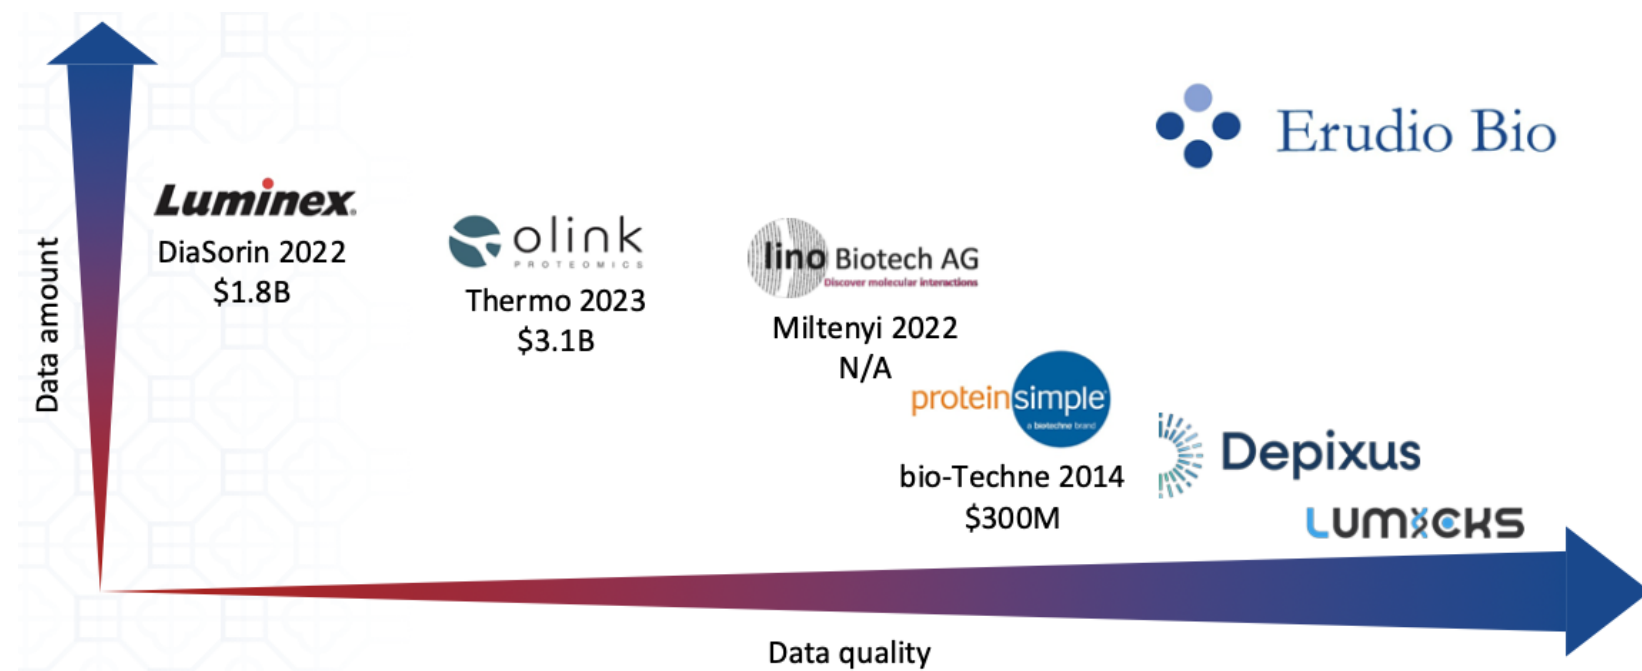 Erudio Bio
Luminex
DiaSorin 2022
$1.8B
olink
PROTEOMICS
Thermo 2023
$3.1B
lino Biotech AG
Discover molecular interactions
Miltenyi 2022
N/A
proteinsimple
a biotechne brand
bio-Techne 2014
$300M
Depixus
LUMICKS
Data amount
Data quality